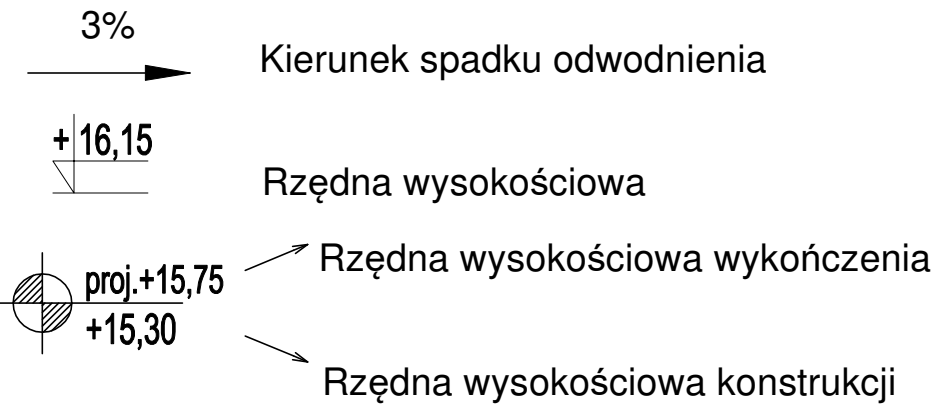 3%
Kierunek spadku odwodnienia
+16,15
Rzędna wysokościowa
Rzędna wysokościowa wykończenia
proj.+15,75
+15,30
Rzędna wysokościowa konstrukcji